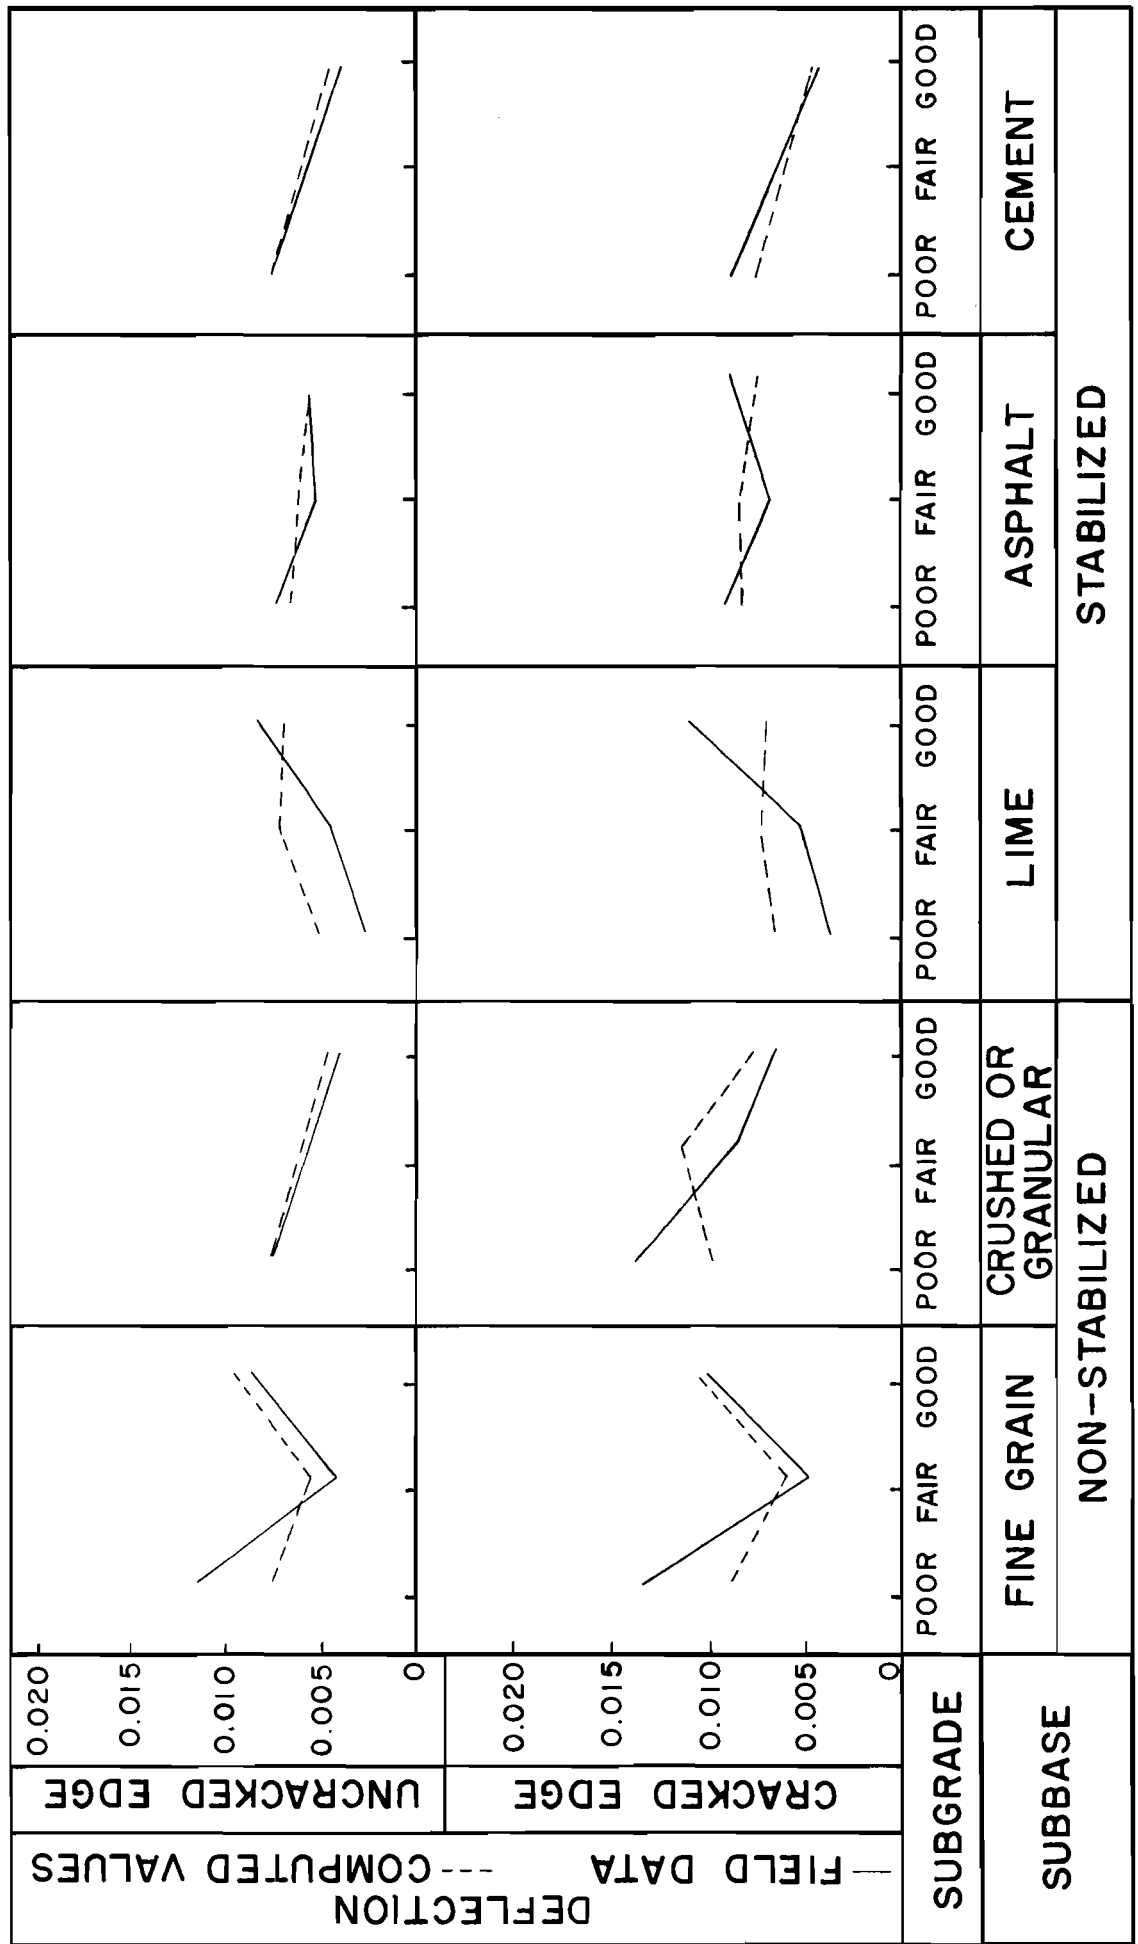 DEFLECTION
— FIELD DATA --- COMPUTED VALUES
UNCRACKED EDGE
0.020
0.015
0.010
0.005
0
CRACKED EDGE
0.020
0.015
0.010
0.005
0
SUBGRADE
POOR FAIR GOOD
POOR FAIR GOOD
POOR FAIR GOOD
POOR FAIR GOOD
POOR FAIR GOOD
SUBBASE
FINE GRAIN
CRUSHED OR
GRANULAR
LIME
ASPHALT
CEMENT
NON-STABILIZED
STABILIZED